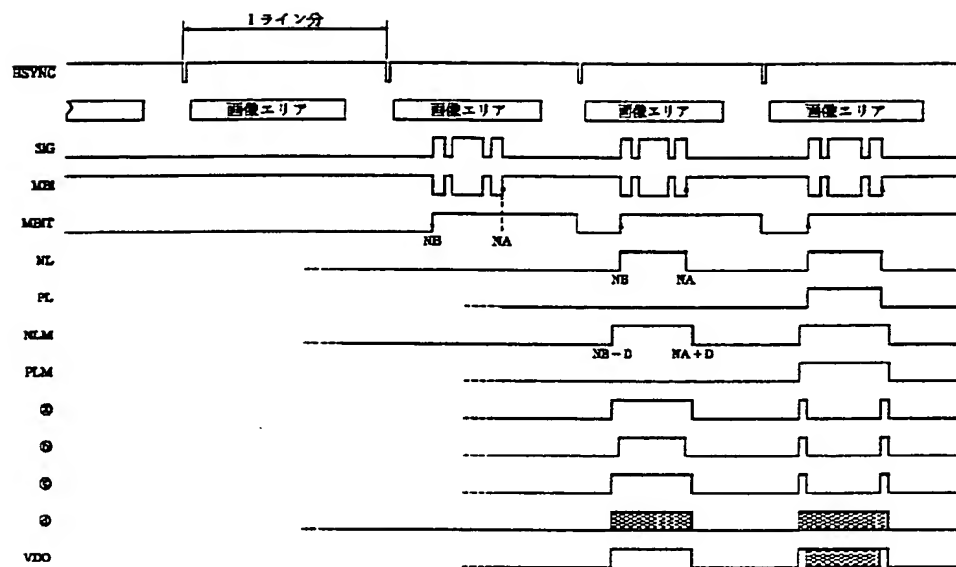 1ライン分
HSYNC
画像エリア 画像エリア 画像エリア 画像エリア
SIG
MBI
MBIT
NB NA
NL
NB NA
PL
NLM
NB-D NA+D
PLM
ⓐ
ⓑ
ⓒ
ⓓ
VDO